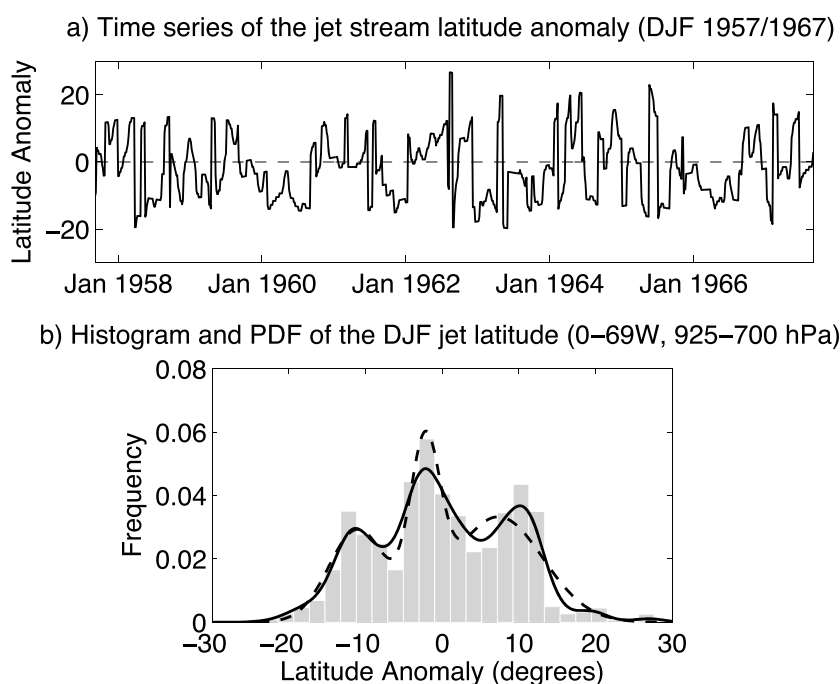 a) Time series of the jet stream latitude anomaly (DJF 1957/1967)
Latitude Anomaly
20
0
−20
Jan 1958 Jan 1960 Jan 1962 Jan 1964 Jan 1966
b) Histogram and PDF of the DJF jet latitude (0−69W, 925−700 hPa)
Frequency
0.08
0.06
0.04
0.02
0
−30 −20 −10 0 10 20 30
Latitude Anomaly (degrees)